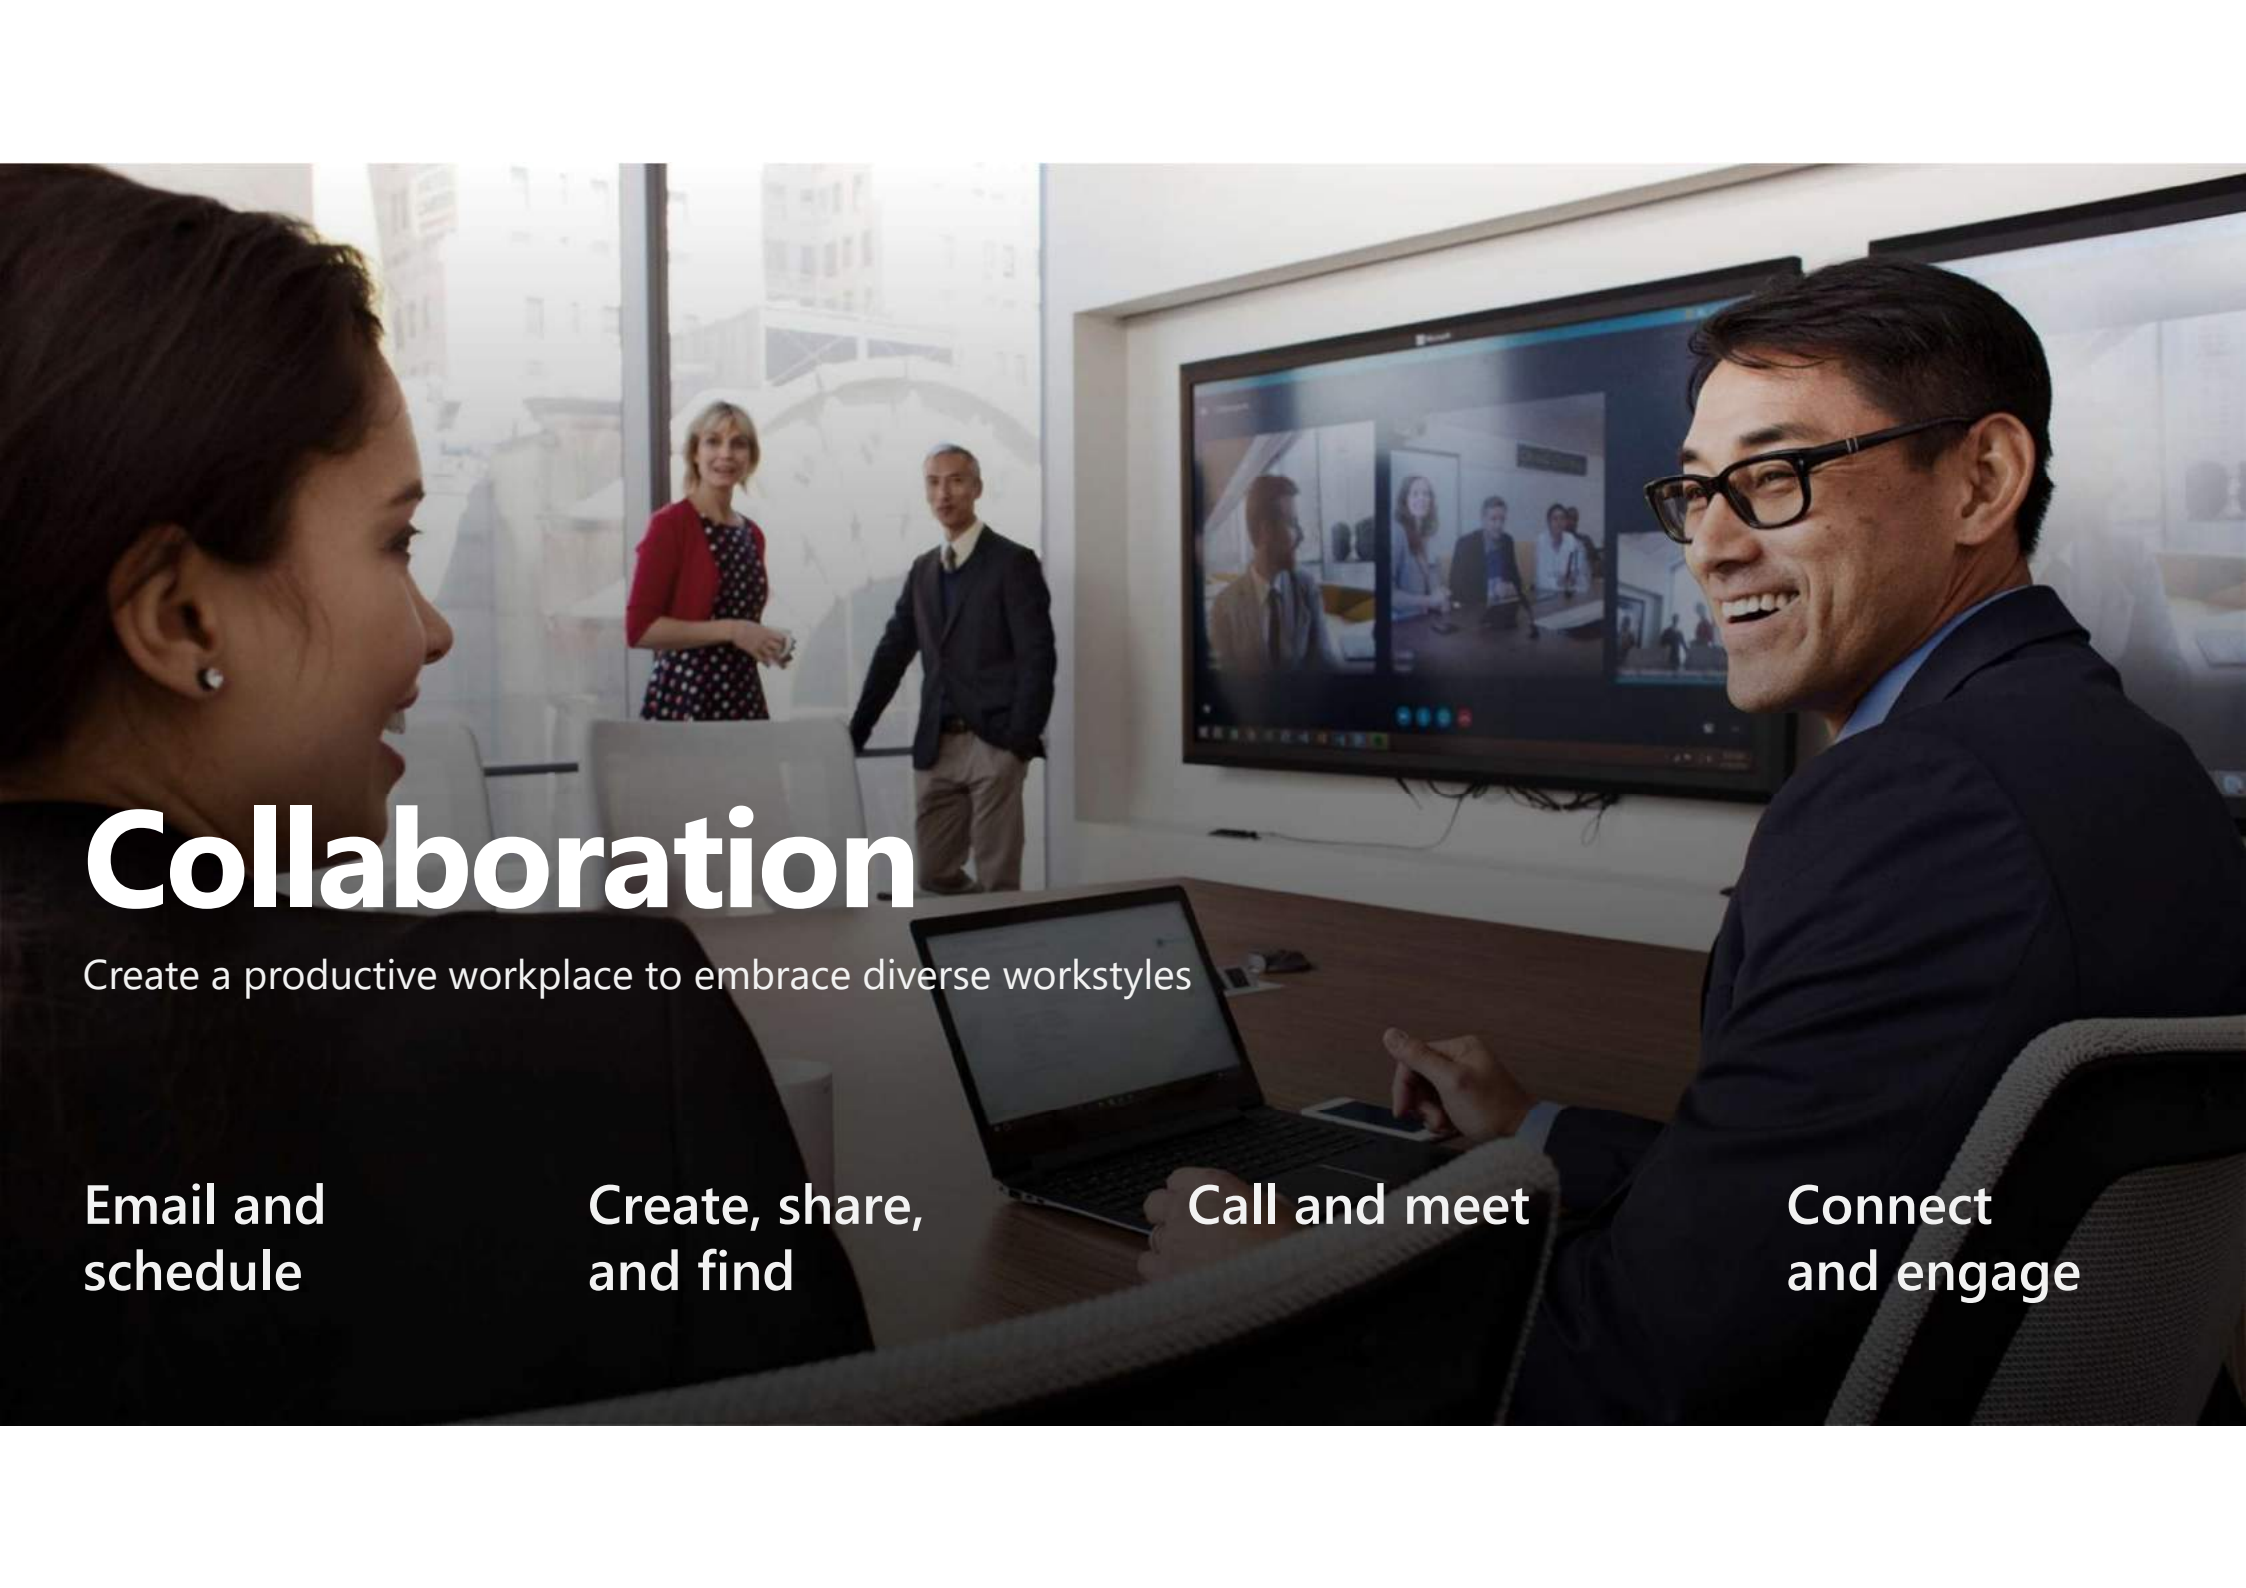 Collaboration
Create a productive workplace to embrace diverse workstyles
Email and
schedule
Create, share,
and find
Call and meet
Connect
and engage